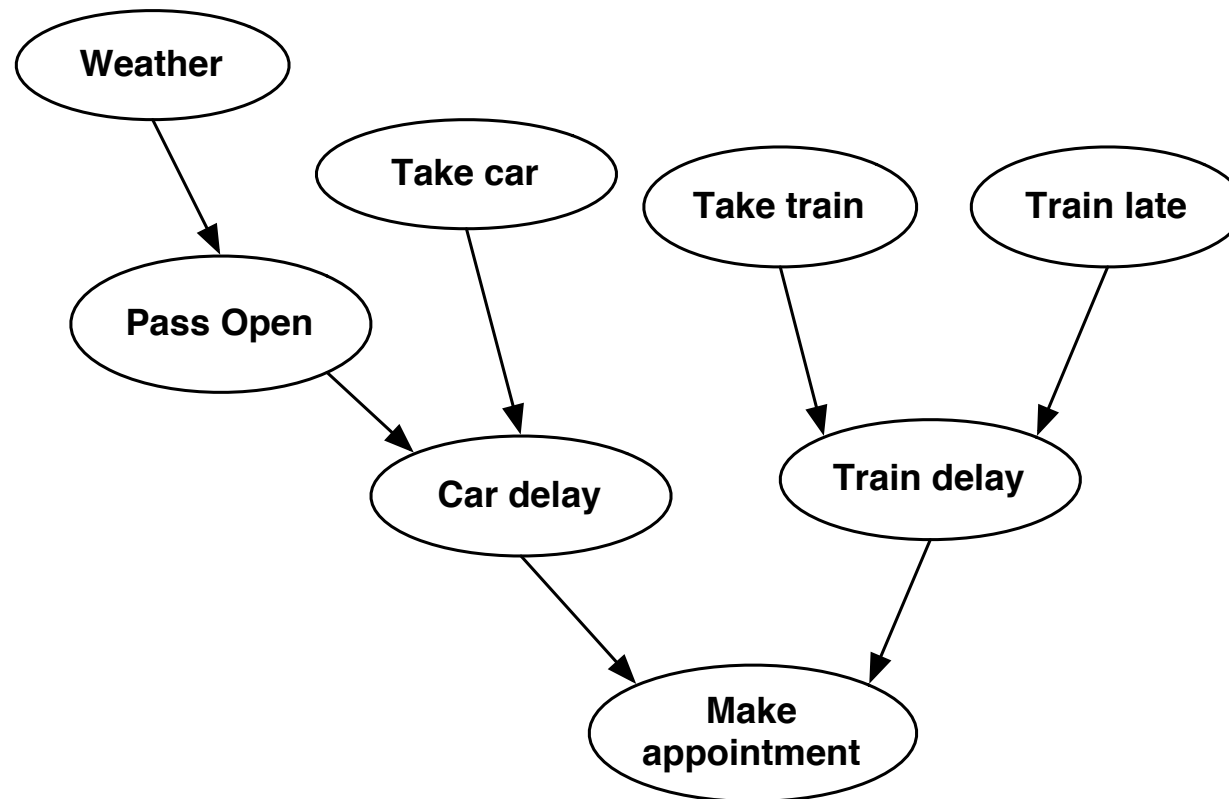 Weather
Take car
Take train
Train late
Pass Open
Car delay
Train delay
Make
appointment